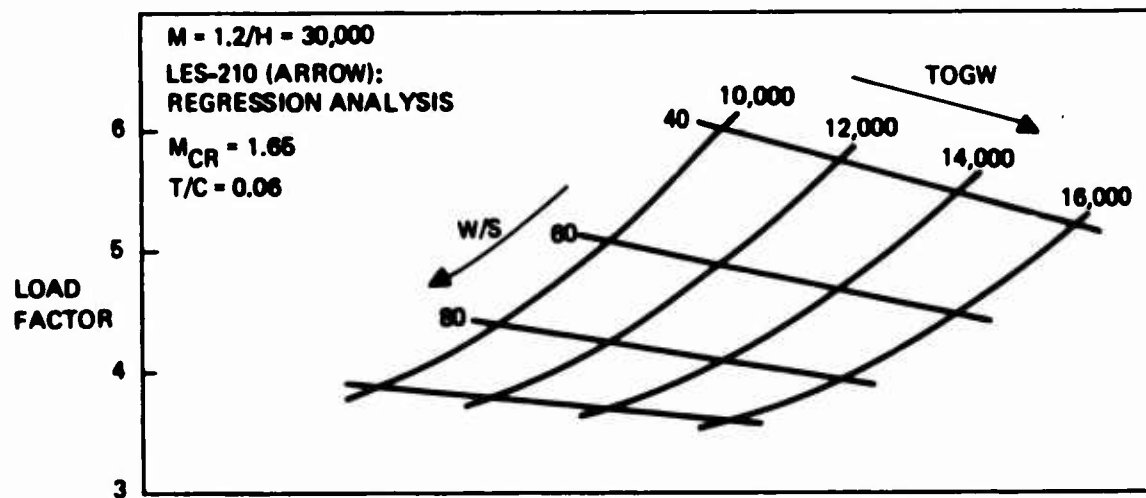 M = 1.2/H = 30,000
LES-210 (ARROW):
REGRESSION ANALYSIS
M_CR = 1.65
T/C = 0.06
TOGW
10,000
12,000
14,000
16,000
40
60
80
W/S
LOAD
FACTOR
6
5
4
3